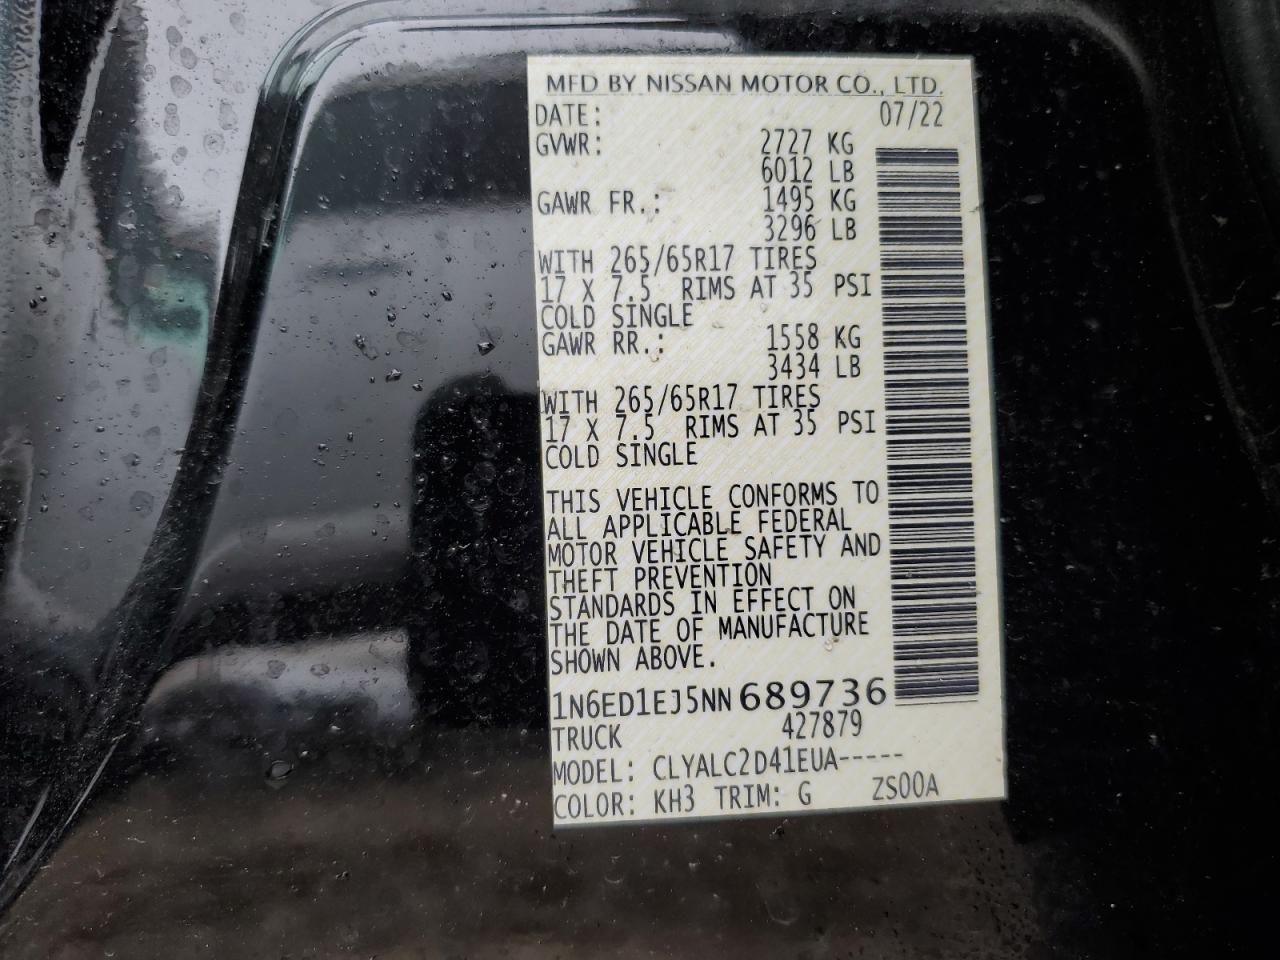 MFD BY NISSAN MOTOR CO., LTD.
DATE: 07/22
GVWR: 2727 KG
6012 LB
GAWR FR.: 1495 KG
3296 LB
WITH 265/65R17 TIRES
17 X 7.5 RIMS AT 35 PSI
COLD SINGLE
GAWR RR.: 1558 KG
3434 LB
WITH 265/65R17 TIRES
17 X 7.5 RIMS AT 35 PSI
COLD SINGLE
THIS VEHICLE CONFORMS TO
ALL APPLICABLE FEDERAL
MOTOR VEHICLE SAFETY AND
THEFT PREVENTION
STANDARDS IN EFFECT ON
THE DATE OF MANUFACTURE
SHOWN ABOVE.
1N6ED1EJ5NN689736
TRUCK 427879
MODEL: CLYALC2D41EUA-----
COLOR: KH3 TRIM: G ZS00A